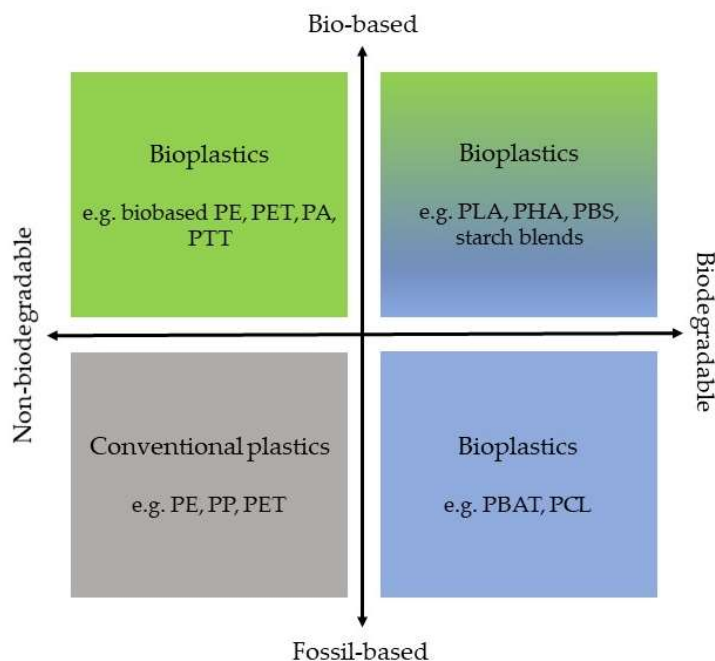 Bio-based
Bioplastics
e.g. biobased PE, PET, PA,
PTT
Bioplastics
e.g. PLA, PHA, PBS,
starch blends
Non-biodegradable
Biodegradable
Conventional plastics
e.g. PE, PP, PET
Bioplastics
e.g. PBAT, PCL
Fossil-based